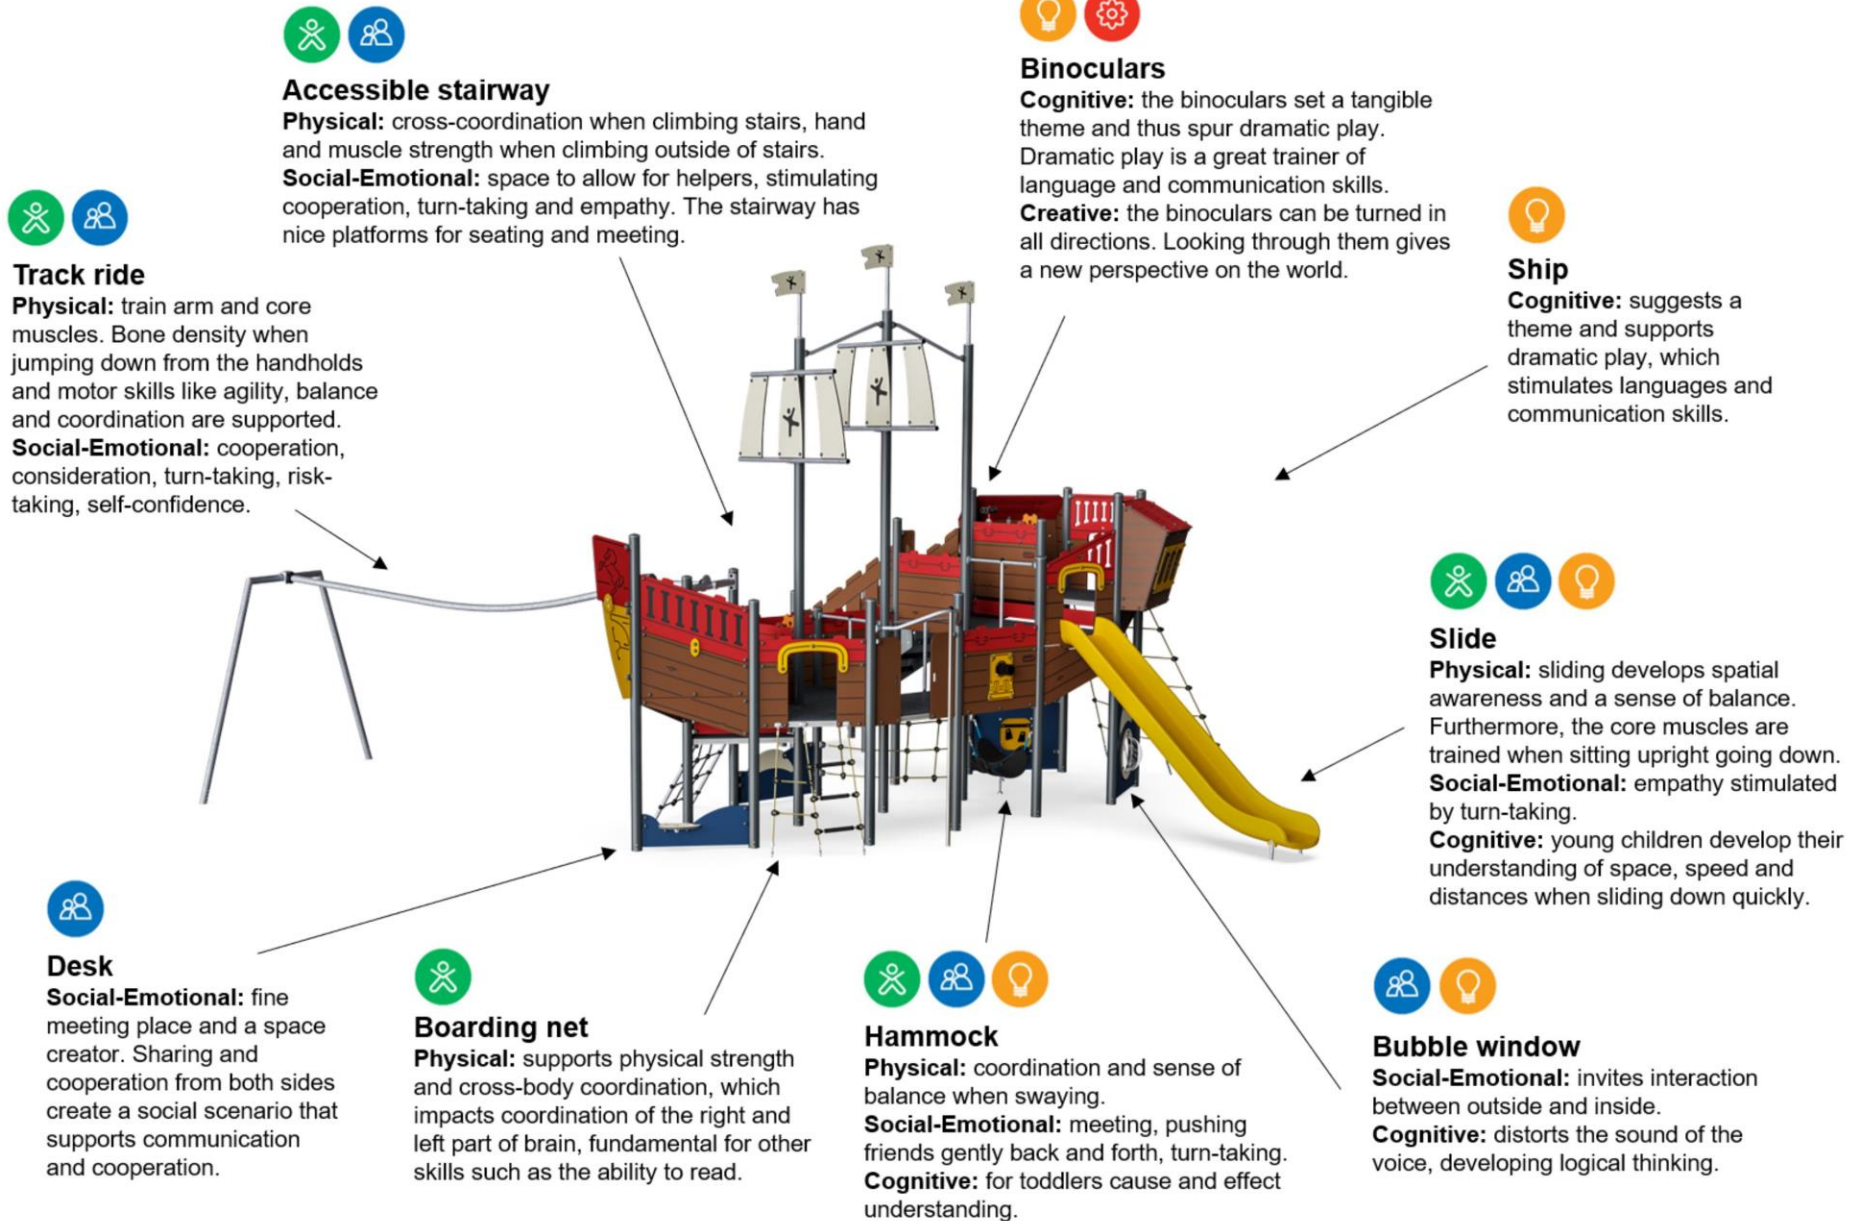 Accessible stairway
Physical: cross-coordination when climbing stairs, hand
and muscle strength when climbing outside of stairs.
Social-Emotional: space to allow for helpers, stimulating
cooperation, turn-taking and empathy. The stairway has
nice platforms for seating and meeting.
Binoculars
Cognitive: the binoculars set a tangible
theme and thus spur dramatic play.
Dramatic play is a great trainer of
language and communication skills.
Creative: the binoculars can be turned in
all directions. Looking through them gives
a new perspective on the world.
Track ride
Physical: train arm and core
muscles. Bone density when
jumping down from the handholds
and motor skills like agility, balance
and coordination are supported.
Social-Emotional: cooperation,
consideration, turn-taking, risk-
taking, self-confidence.
Ship
Cognitive: suggests a
theme and supports
dramatic play, which
stimulates languages and
communication skills.
Slide
Physical: sliding develops spatial
awareness and a sense of balance.
Furthermore, the core muscles are
trained when sitting upright going down.
Social-Emotional: empathy stimulated
by turn-taking.
Cognitive: young children develop their
understanding of space, speed and
distances when sliding down quickly.
Desk
Social-Emotional: fine
meeting place and a space
creator. Sharing and
cooperation from both sides
create a social scenario that
supports communication
and cooperation.
Boarding net
Physical: supports physical strength
and cross-body coordination, which
impacts coordination of the right and
left part of brain, fundamental for other
skills such as the ability to read.
Hammock
Physical: coordination and sense of
balance when swaying.
Social-Emotional: meeting, pushing
friends gently back and forth, turn-taking.
Cognitive: for toddlers cause and effect
understanding.
Bubble window
Social-Emotional: invites interaction
between outside and inside.
Cognitive: distorts the sound of the
voice, developing logical thinking.